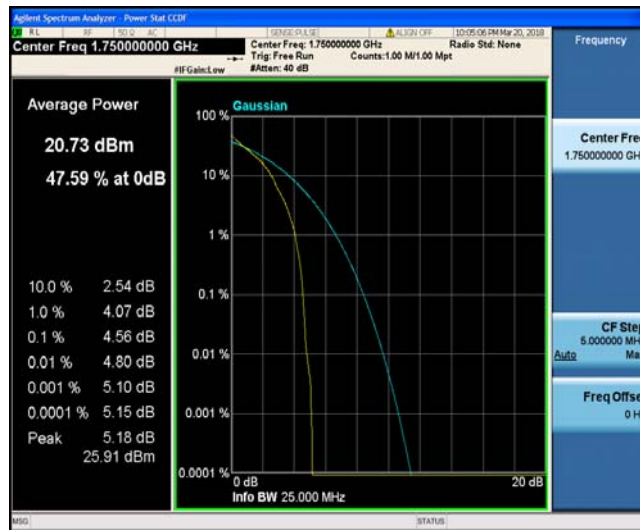 Agilent Spectrum Analyzer - Power Stat CCDF
RL RF 50 Ω AC SENSE:PULSE ALIGN OFF 10:05:06 PM Mar 20, 2018
Center Freq 1.750000000 GHz
Center Freq: 1.750000000 GHz Radio Std: None
Trig: Free Run Counts:1.00 M/1.00 Mpt
#IFGain:Low #Atten: 40 dB
Average Power
20.73 dBm
47.59 % at 0dB
10.0 % 2.54 dB
1.0 % 4.07 dB
0.1 % 4.56 dB
0.01 % 4.80 dB
0.001 % 5.10 dB
0.0001 % 5.15 dB
Peak 5.18 dB
25.91 dBm
Gaussian
100 %
10 %
1 %
0.1 %
0.01 %
0.001 %
0.0001 %
0 dB 20 dB
Info BW 25.000 MHz
Frequency
Center Fre
1.750000000 GH
CF Step
5.000000 MH
Auto Ma
Freq Offse
0 H
MSG STATUS